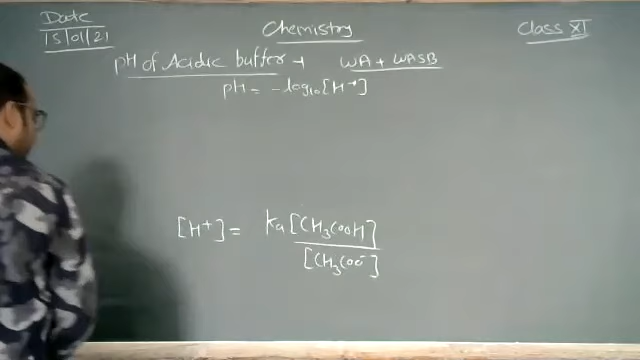 Date
15/01/21
Chemistry
Class XI
pH of Acidic buffer → WA + WASB
pH = -log₁₀[H⁺]
[H⁺] = Ka [CH₃COOH]
[CH₃COO⁻]